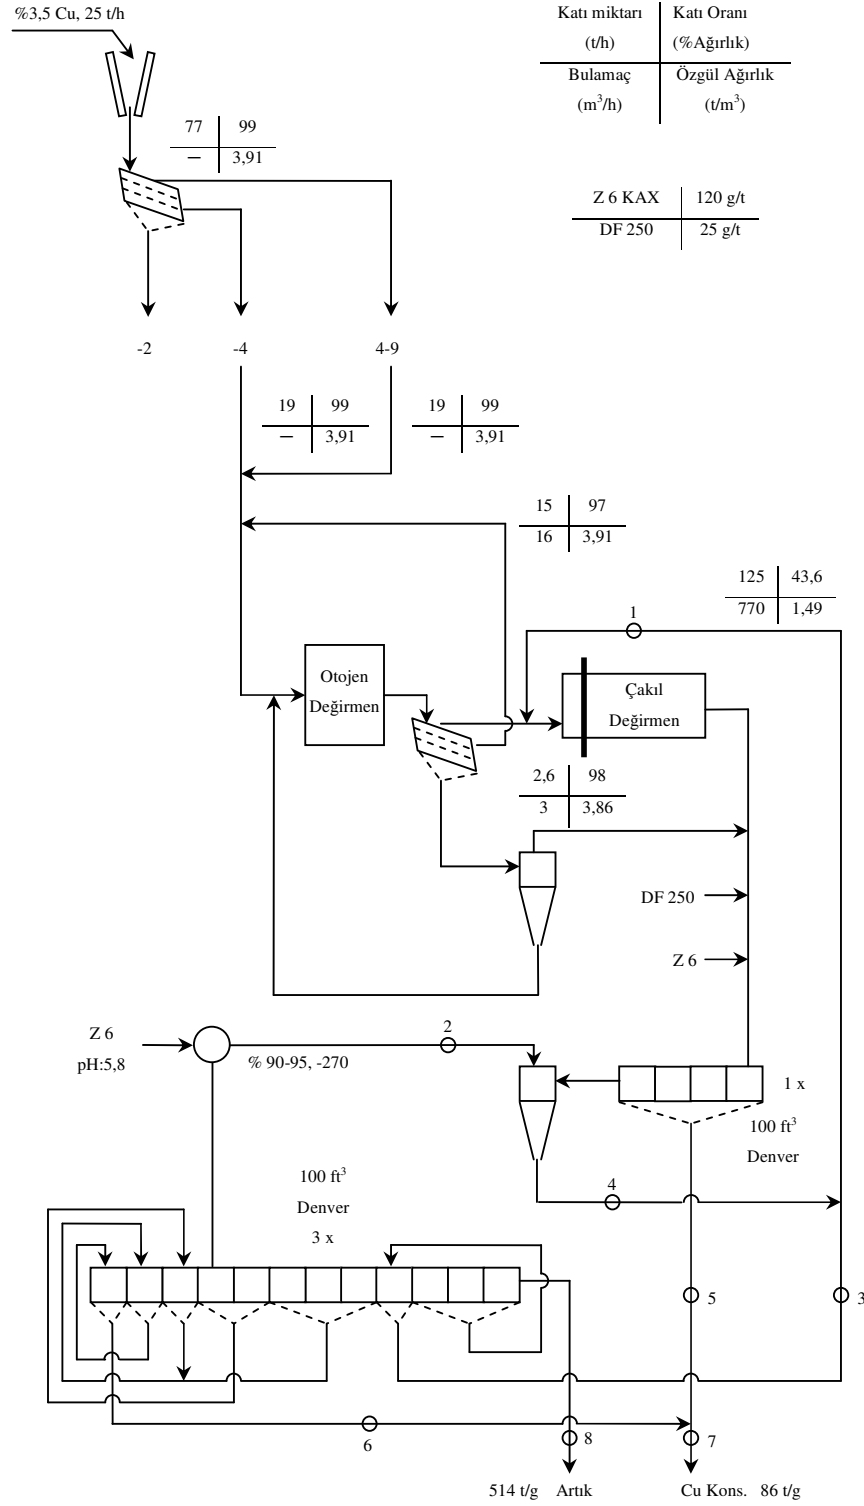 %3,5 Cu, 25 t/h
Katı miktarı Katı Oranı
(t/h) (%Ağırlık)
Bulamaç Özgül Ağırlık
(m³/h) (t/m³)
77 99
— 3,91
Z 6 KAX 120 g/t
DF 250 25 g/t
-2 -4 4-9
19 99 19 99
— 3,91 — 3,91
15 97
16 3,91
125 43,6
770 1,49
1
Otojen
Değirmen
Çakıl
Değirmen
2,6 98
3 3,86
DF 250
Z 6
Z 6
pH:5,8
2
% 90-95, -270
1 x
100 ft³
Denver
4
100 ft³
Denver
3 x
5
3
6
8
7
514 t/g Artık Cu Kons. 86 t/g